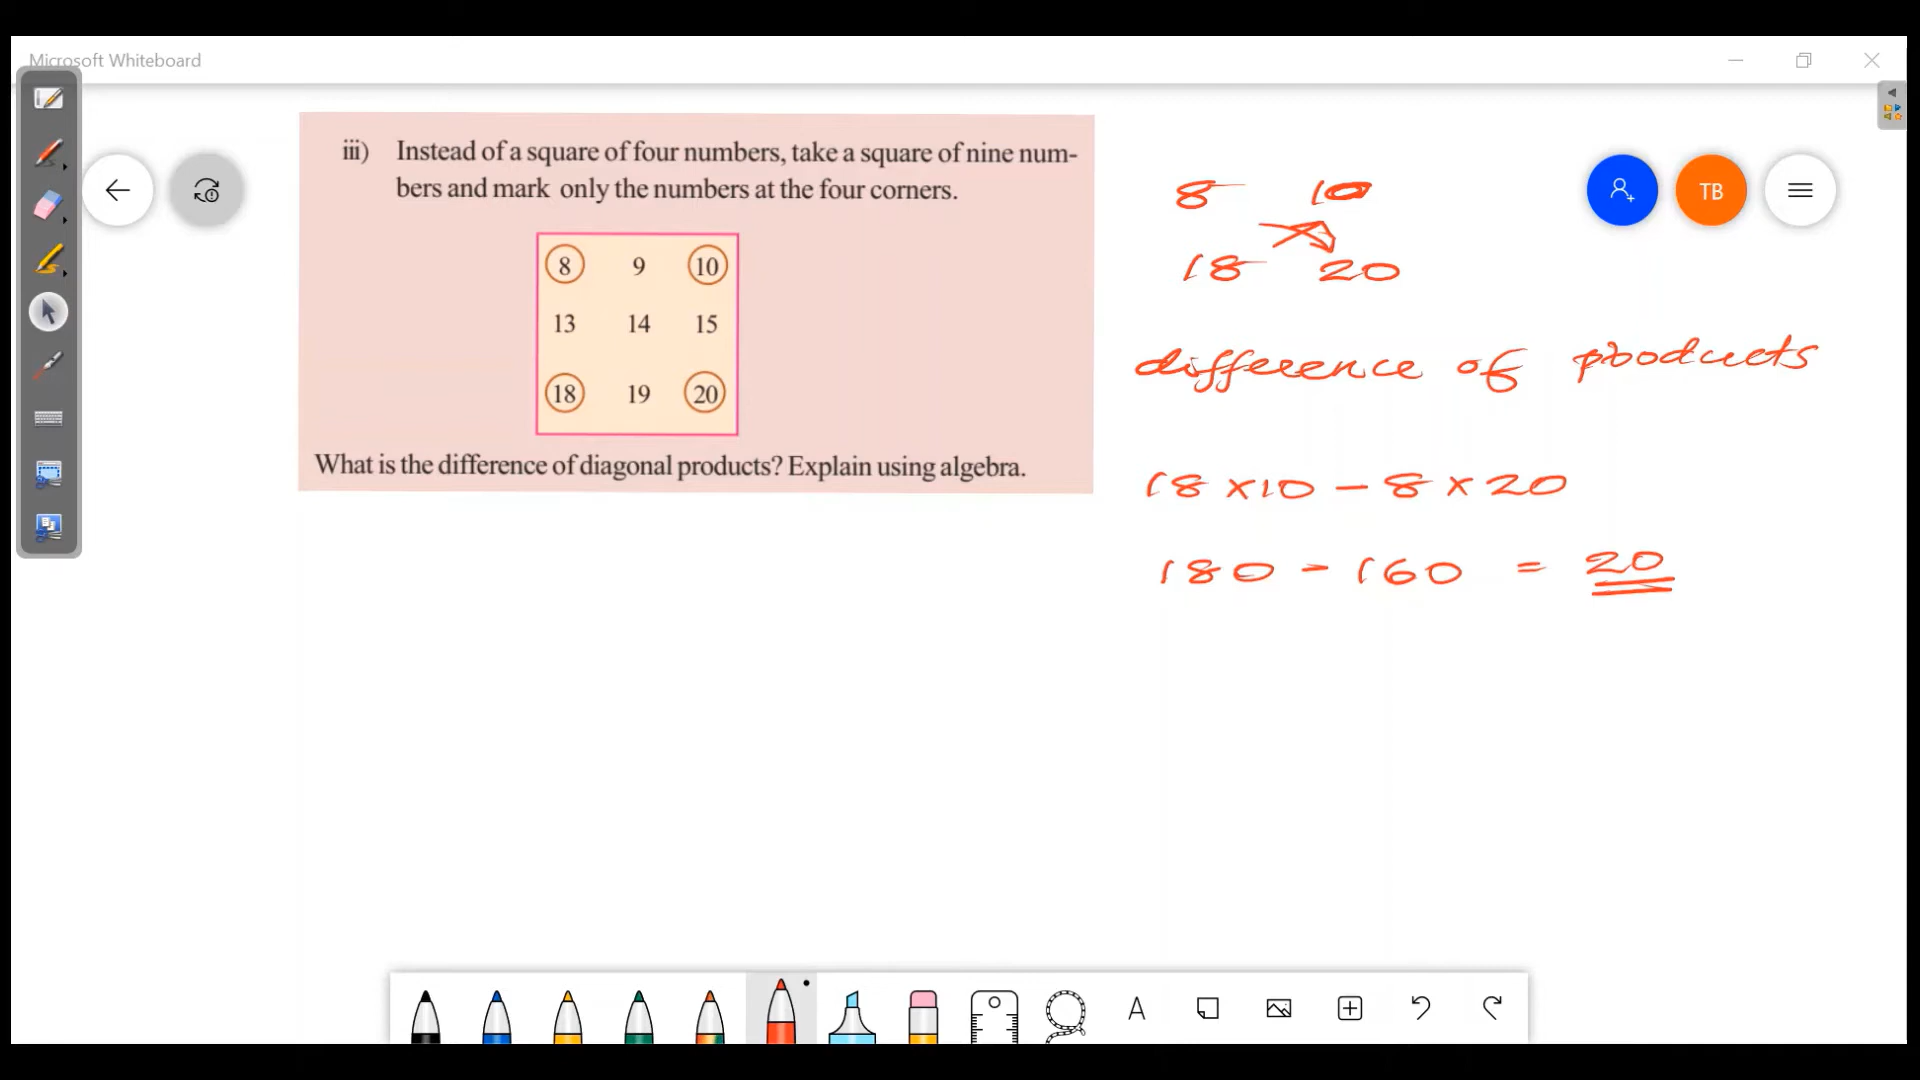 Microsoft Whiteboard
iii) Instead of a square of four numbers, take a square of nine num-
bers and mark only the numbers at the four corners.
8 9 10
13 14 15
18 19 20
What is the difference of diagonal products? Explain using algebra.
8 10
18 20
difference of products
18 × 10 – 8 × 20
180 - 160 = 20
TB
A